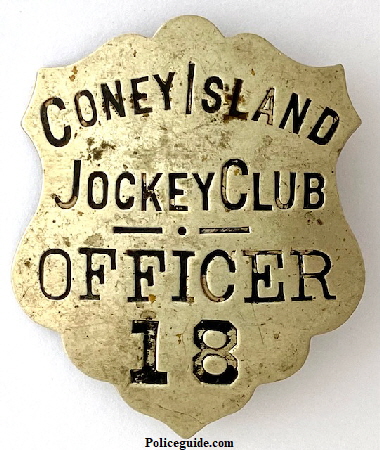 CONEY ISLAND
JOCKEY CLUB
OFFICER
18
Policeguide.com